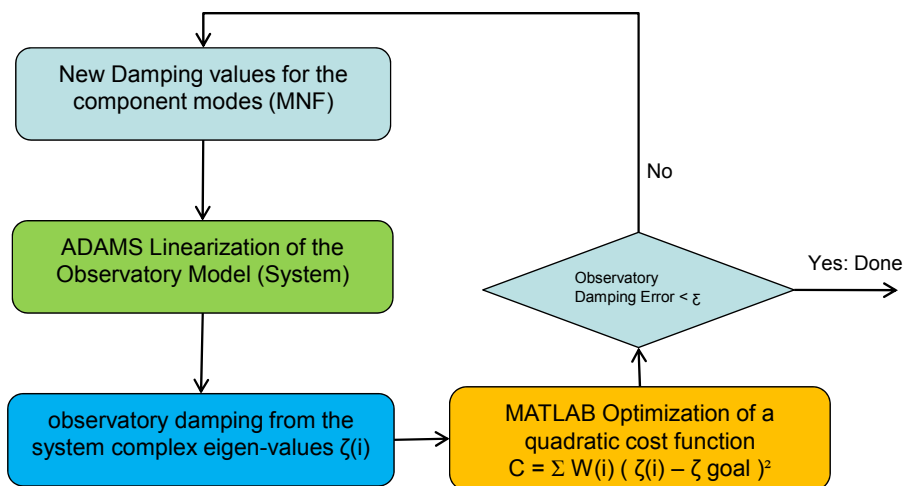 New Damping values for the
component modes (MNF)
ADAMS Linearization of the
Observatory Model (System)
observatory damping from the
system complex eigen-values ζ(i)
MATLAB Optimization of a
quadratic cost function
C = Σ W(i) ( ζ(i) – ζ goal )²
Observatory
Damping Error < ξ
No
Yes: Done